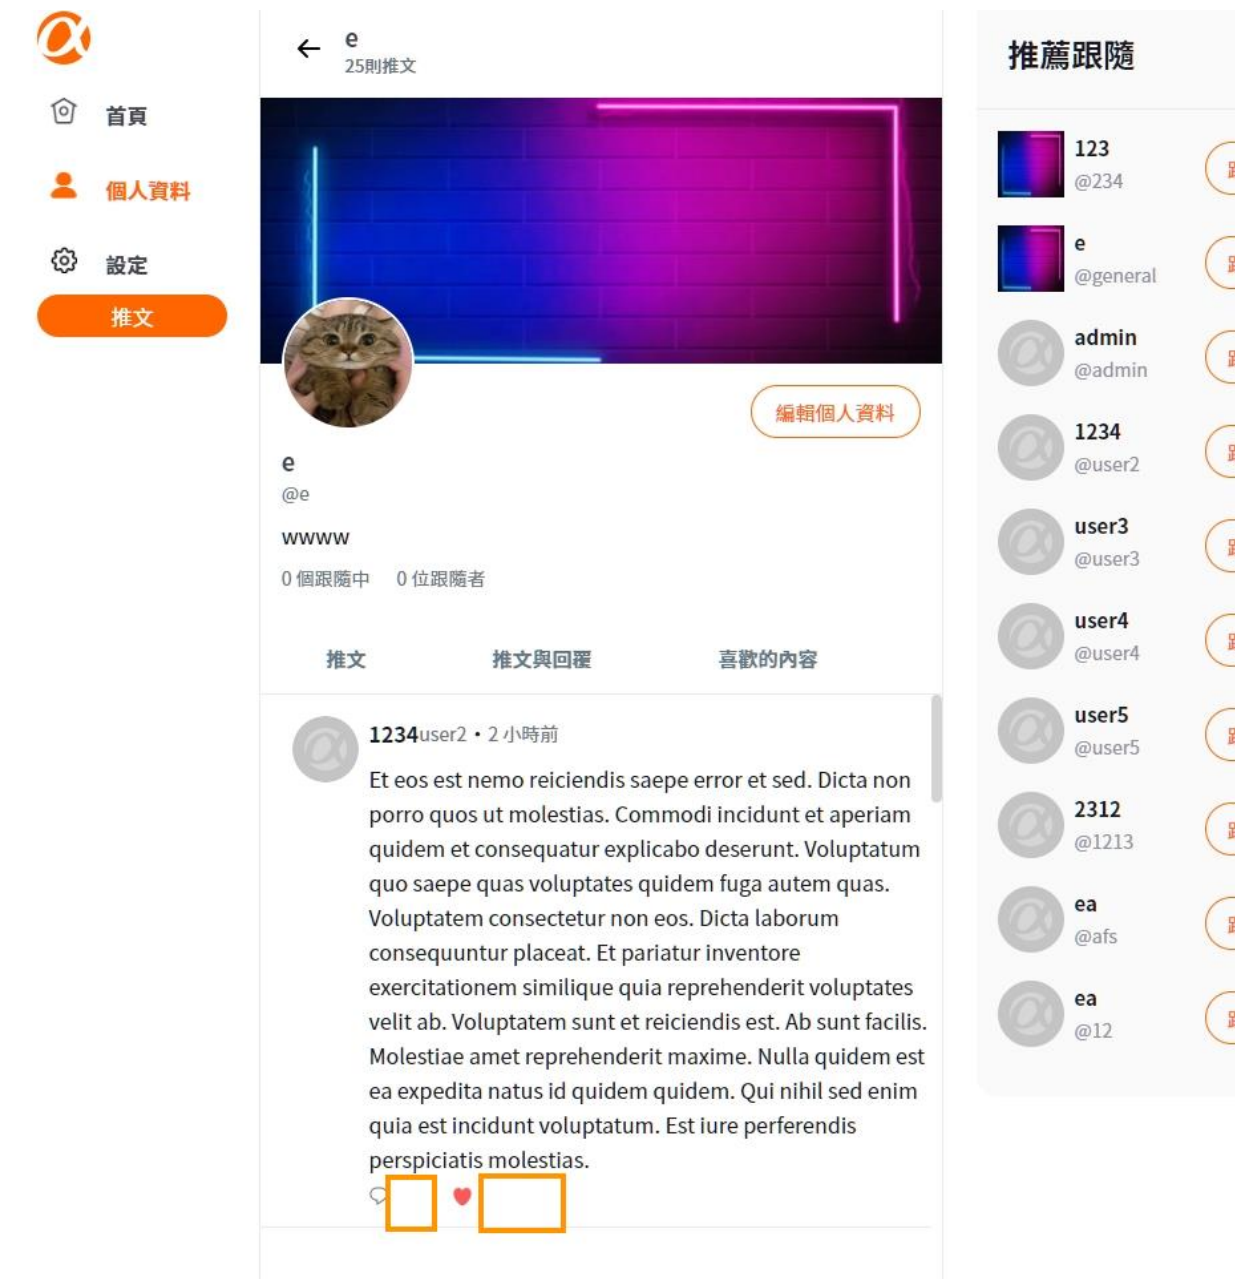 首頁
個人資料
設定
推文
e
25則推文
編輯個人資料
e
@e
wwww
0 個跟隨中 0 位跟隨者
推文 推文與回覆 喜歡的內容
1234user2 • 2 小時前
Et eos est nemo reiciendis saepe error et sed. Dicta non
porro quos ut molestias. Commodi incidunt et aperiam
quidem et consequatur explicabo deserunt. Voluptatum
quo saepe quas voluptates quidem fuga autem quas.
Voluptatem consectetur non eos. Dicta laborum
consequuntur placeat. Et pariatur inventore
exercitationem similique quia reprehenderit voluptates
velit ab. Voluptatem sunt et reiciendis est. Ab sunt facilis.
Molestiae amet reprehenderit maxime. Nulla quidem est
ea expedita natus id quidem quidem. Qui nihil sed enim
quia est incidunt voluptatum. Est iure perferendis
perspiciatis molestias.
推薦跟隨
123
@234
e
@general
admin
@admin
1234
@user2
user3
@user3
user4
@user4
user5
@user5
2312
@1213
ea
@afs
ea
@12